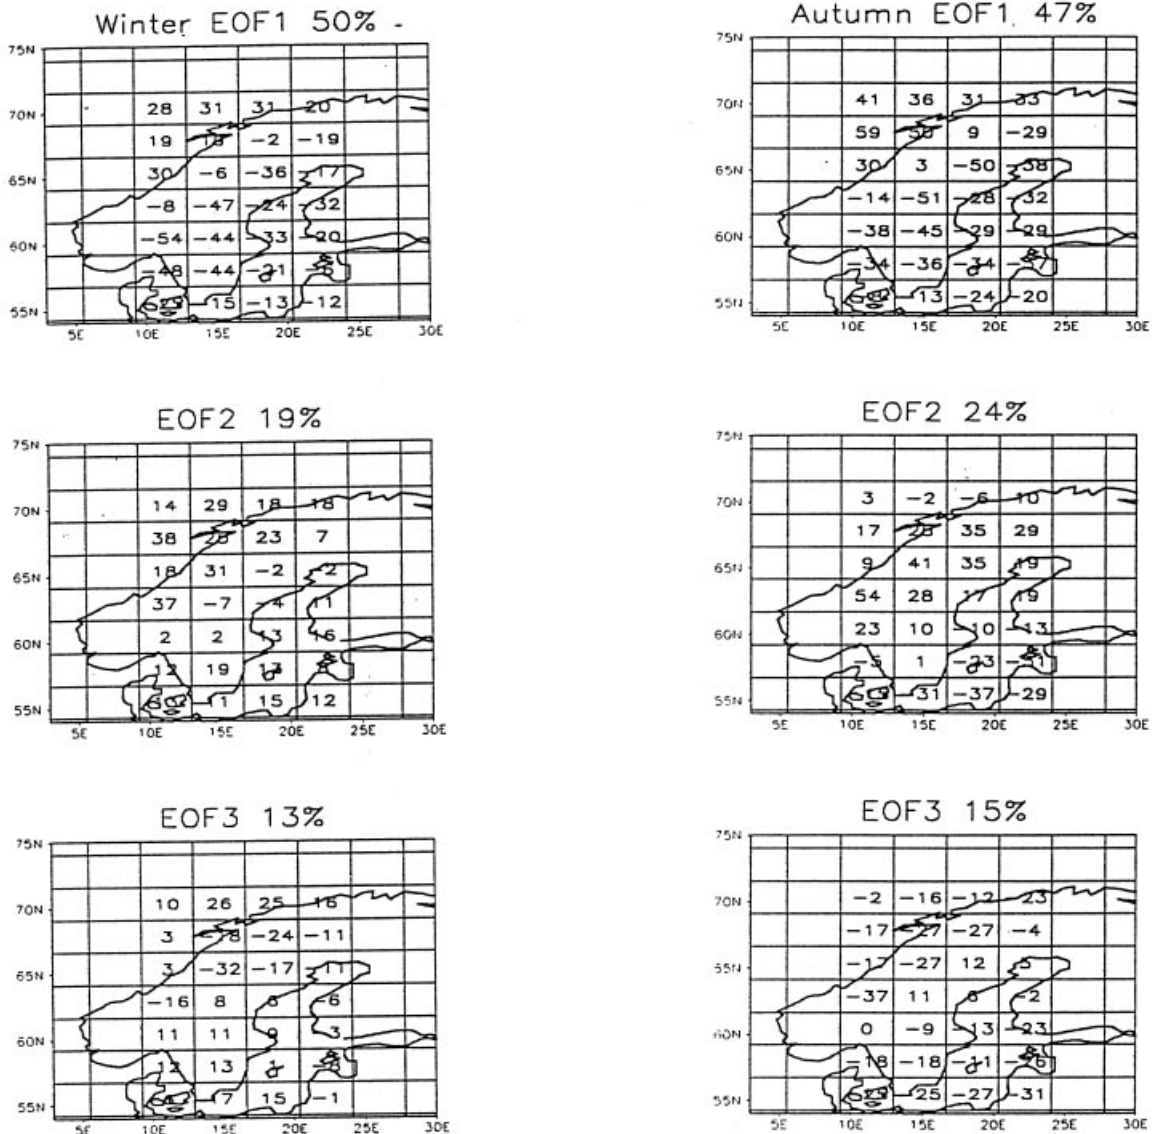 Winter EOF1 50%
75N
28 31 31 20
70N
19 -2 -19
30 -6 -36 -17
65N
-8 -47 -24 -32
-54 -44 -33 -20
60N
-48 -44 -21
15 -13 -12
55N
5E 10E 15E 20E 25E 30E
Autumn EOF1 47%
75N
41 36 31 33
70N
59 9 -29
30 3 -50 -38
65N
-14 -51 -28 -32
-38 -45 -29 -29
60N
-34 -36 -34
13 -24 -20
55N
5E 10E 15E 20E 25E 30E
EOF2 19%
75N
14 29 18 18
70N
38 23 7
18 31 -2 -2
65N
37 -7 -4 11
2 2 13 16
60N
12 19 13
11 15 12
55N
5E 10E 15E 20E 25E 30E
EOF2 24%
75N
3 -2 -6 10
70N
17 35 29
9 41 35 19
65N
54 28 17 19
23 10 -10 -13
60N
-5 1 -23
-31 -37 -29
55N
5E 10E 15E 20E 25E 30E
EOF3 13%
75N
10 26 25 16
70N
3 -24 -11
3 -32 -17 -11
65N
-16 8 -6
11 11 3
60N
12 13
7 15 -1
55N
5E 10E 15E 20E 25E 30E
EOF3 15%
75N
-2 -16 -12 23
70N
-17 -27 -4
-17 -27 12
65N
-37 11 -2
0 -9 -13 -23
60N
-18 -18 -11
-25 -27 -31
55N
5E 10E 15E 20E 25E 30E